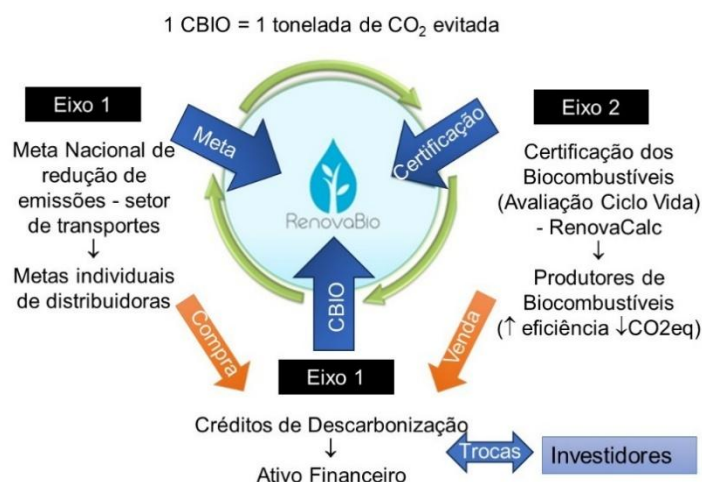 1 CBIO = 1 tonelada de CO₂ evitada
Eixo 1
Meta Nacional de
redução de
emissões - setor
de transportes
↓
Metas individuais
de distribuidoras
Meta
Certificação
RenovaBio
CBIO
Eixo 2
Certificação dos
Biocombustíveis
(Avaliação Ciclo Vida)
- RenovaCalc
↓
Produtores de
Biocombustíveis
(↑ eficiência ↓CO2eq)
Compra
Venda
Eixo 1
Créditos de Descarbonização
↓
Ativo Financeiro
Trocas
Investidores